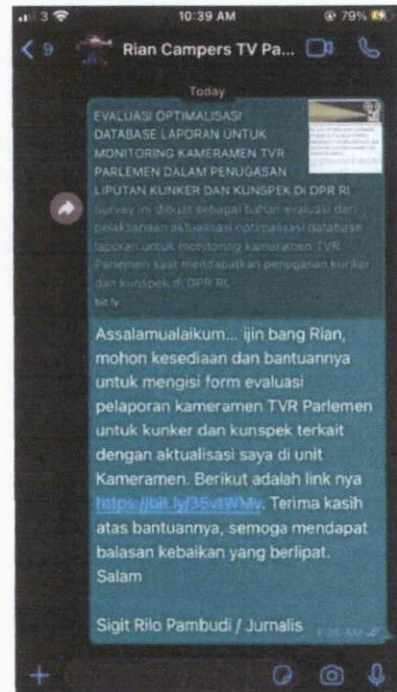 3 10:39 AM 79%
9 Rian Campers TV Pa...
Today
EVALUASI OPTIMALISASI
DATABASE LAPORAN UNTUK
MONITORING KAMERAMEN TVR
PARLEMEN DALAM PENUGASAN
LIPUTAN KUNKER DAN KUNSPEK DI DPR RI
Survey ini dibuat sebagai bahan evaluasi dari
pelaksanaan aktualisasi optimalisasi database
laporan untuk monitoring kameramen TVR
Parlemen saat mendapatkan penugasan kunker
dan kunspek di DPR RI.
bit.ly
Assalamualaikum... ijin bang Rian,
mohon kesediaan dan bantuannya
untuk mengisi form evaluasi
pelaporan kameramen TVR Parlemen
untuk kunker dan kunspek terkait
dengan aktualisasi saya di unit
Kameramen. Berikut adalah link nya
Terima kasih
atas bantuannya, semoga mendapat
balasan kebaikan yang berlipat.
Salam
Sigit Rilo Pambudi / Jurnalis